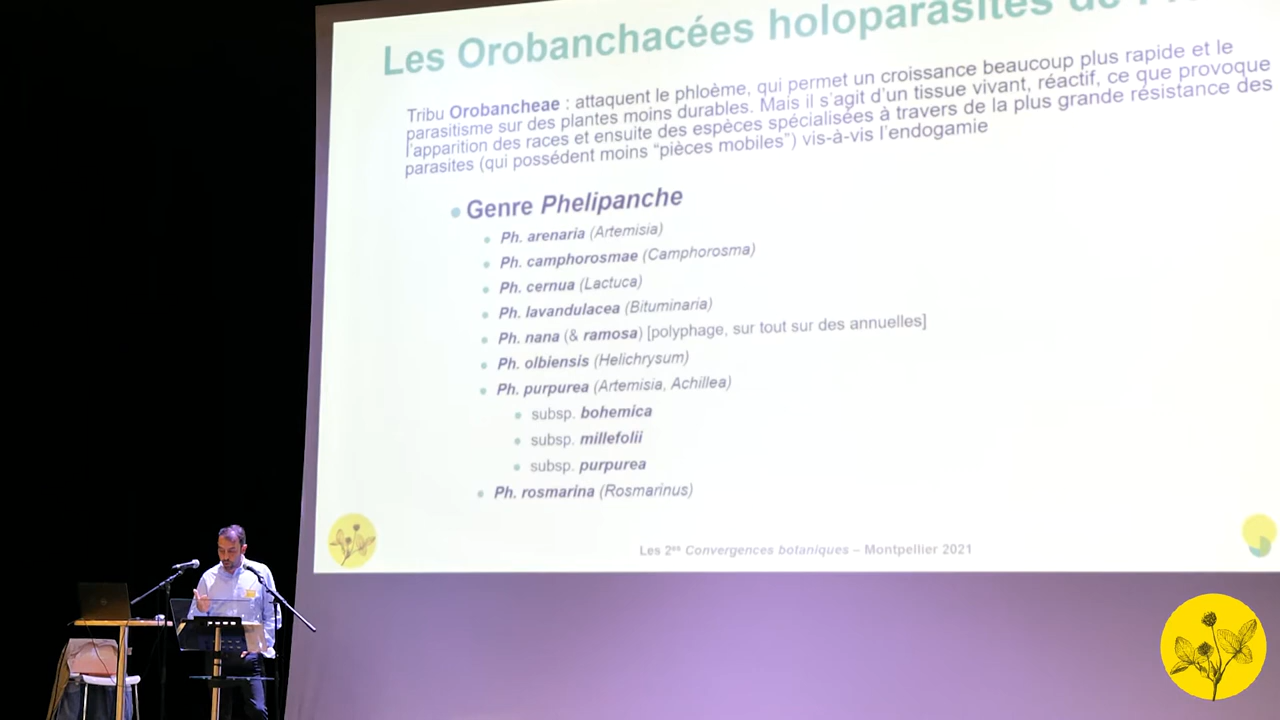 Les Orobanchacées holoparasites de
Tribu Orobancheae : attaquent le phloème, qui permet un croissance beaucoup plus rapide et le
parasitisme sur des plantes moins durables. Mais il s'agit d'un tissue vivant, réactif, ce que provoque
l'apparition des races et ensuite des espèces spécialisées à travers de la plus grande résistance des
parasites (qui possédent moins "pièces mobiles") vis-à-vis l'endogamie
Genre Phelipanche
Ph. arenaria (Artemisia)
Ph. camphorosmae (Camphorosma)
Ph. cernua (Lactuca)
Ph. lavandulacea (Bituminaria)
Ph. nana (& ramosa) [polyphage, sur tout sur des annuelles]
Ph. olbiensis (Helichrysum)
Ph. purpurea (Artemisia, Achillea)
subsp. bohemica
subsp. millefolii
subsp. purpurea
Ph. rosmarina (Rosmarinus)
Les 2es Convergences botaniques – Montpellier 2021